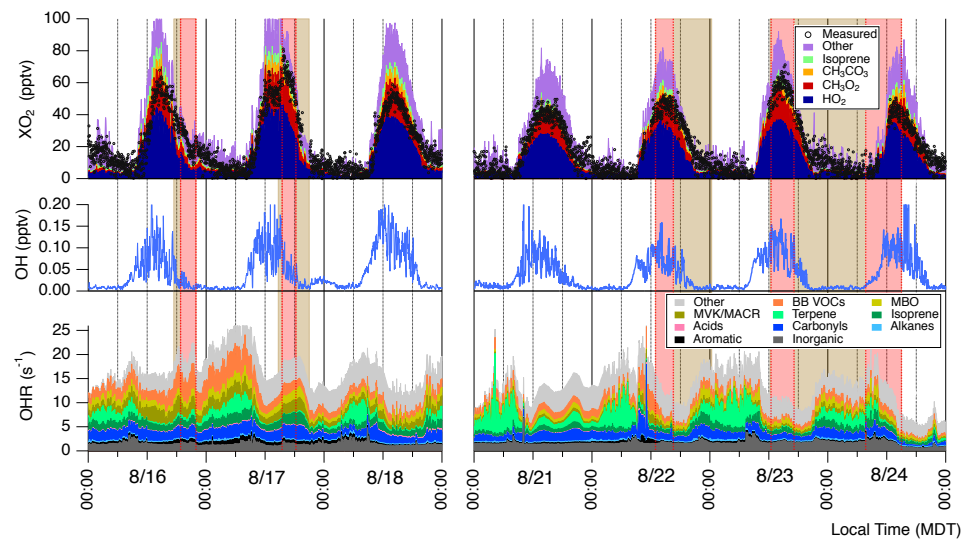 XO₂ (pptv)
100
80
60
40
20
0
Measured
Other
Isoprene
CH₃CO₃
CH₃O₂
HO₂
OH (pptv)
0.20
0.15
0.10
0.05
0.00
OHR (s⁻¹)
25
20
15
10
5
0
Other BB VOCs MBO
MVK/MACR Terpene Isoprene
Acids Carbonyls Alkanes
Aromatic Inorganic
00:00 8/16 00:00 8/17 00:00 8/18 00:00 00:00 8/21 00:00 8/22 00:00 8/23 00:00 8/24 00:00
Local Time (MDT)